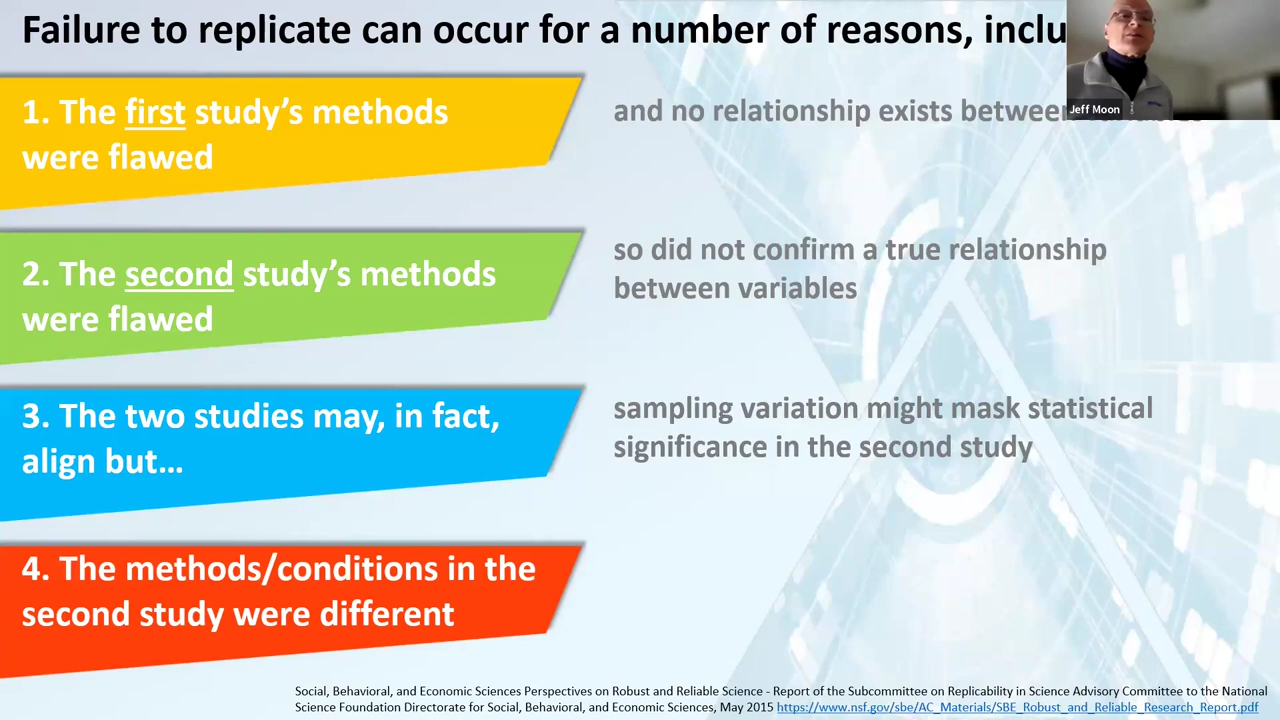 Failure to replicate can occur for a number of reasons, inclu
Jeff Moon
1. The first study's methods
were flawed
and no relationship exists between
2. The second study's methods
were flawed
so did not confirm a true relationship
between variables
3. The two studies may, in fact,
align but...
sampling variation might mask statistical
significance in the second study
4. The methods/conditions in the
second study were different
Social, Behavioral, and Economic Sciences Perspectives on Robust and Reliable Science - Report of the Subcommittee on Replicability in Science Advisory Committee to the National
Science Foundation Directorate for Social, Behavioral, and Economic Sciences, May 2015 https://www.nsf.gov/sbe/AC_Materials/SBE_Robust_and_Reliable_Research_Report.pdf